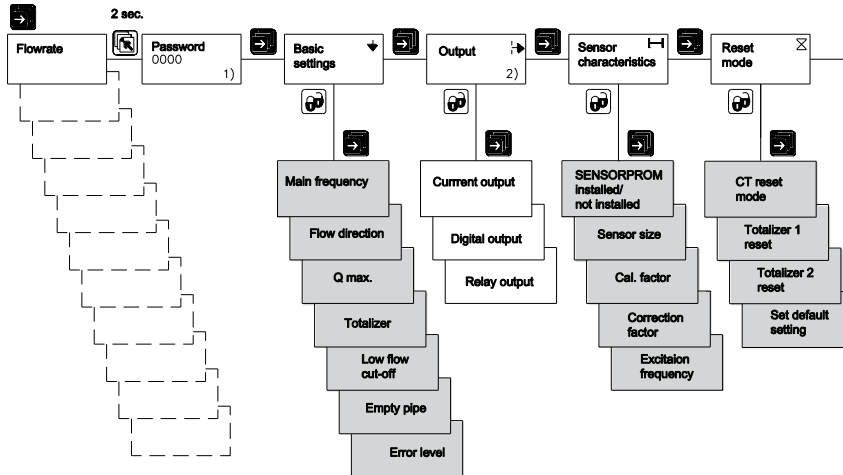 2 sec.
Flowrate
Password
0000
1)
Basic
settings
Output
2)
Sensor
characteristics
Reset
mode
Main frequency
Flow direction
Q max.
Totalizer
Low flow
cut-off
Empty pipe
Error level
Currrent output
Digital output
Relay output
SENSORPROM
installed/
not installed
Sensor size
Cal. factor
Correction
factor
Excitaion
frequency
CT reset
mode
Totalizer 1
reset
Totalizer 2
reset
Set default
setting